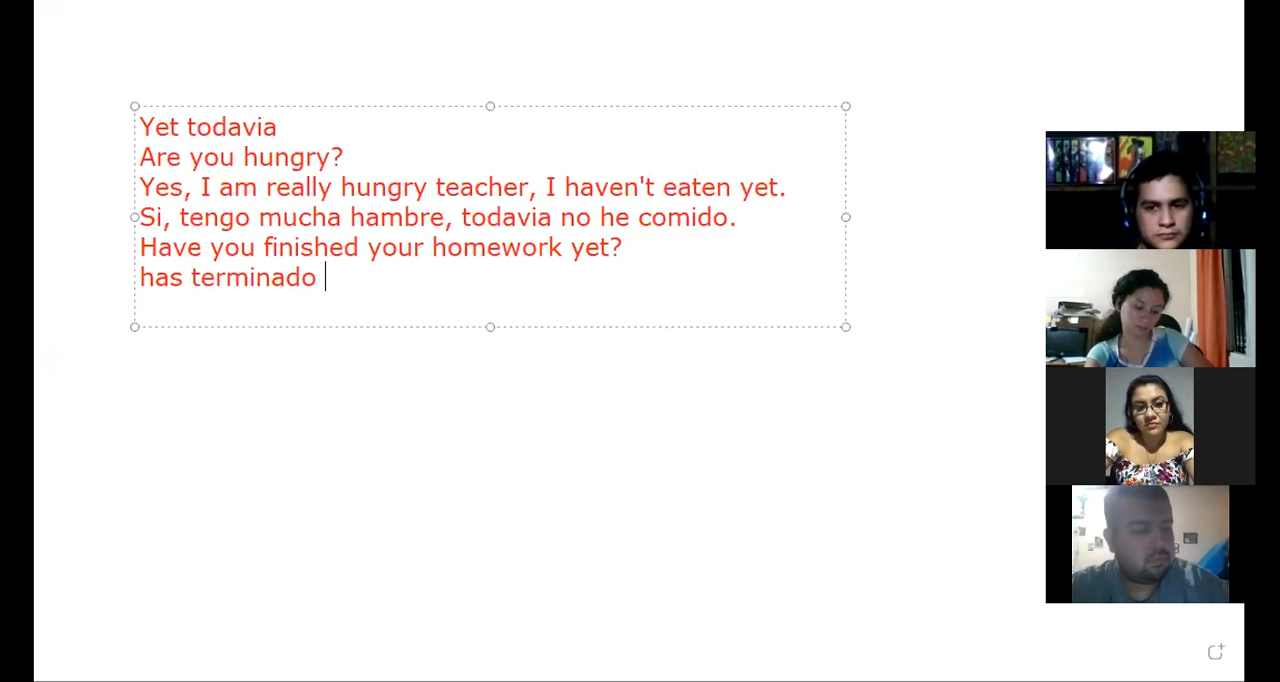 Yet todavia
Are you hungry?
Yes, I am really hungry teacher, I haven't eaten yet.
Si, tengo mucha hambre, todavia no he comido.
Have you finished your homework yet?
has terminado